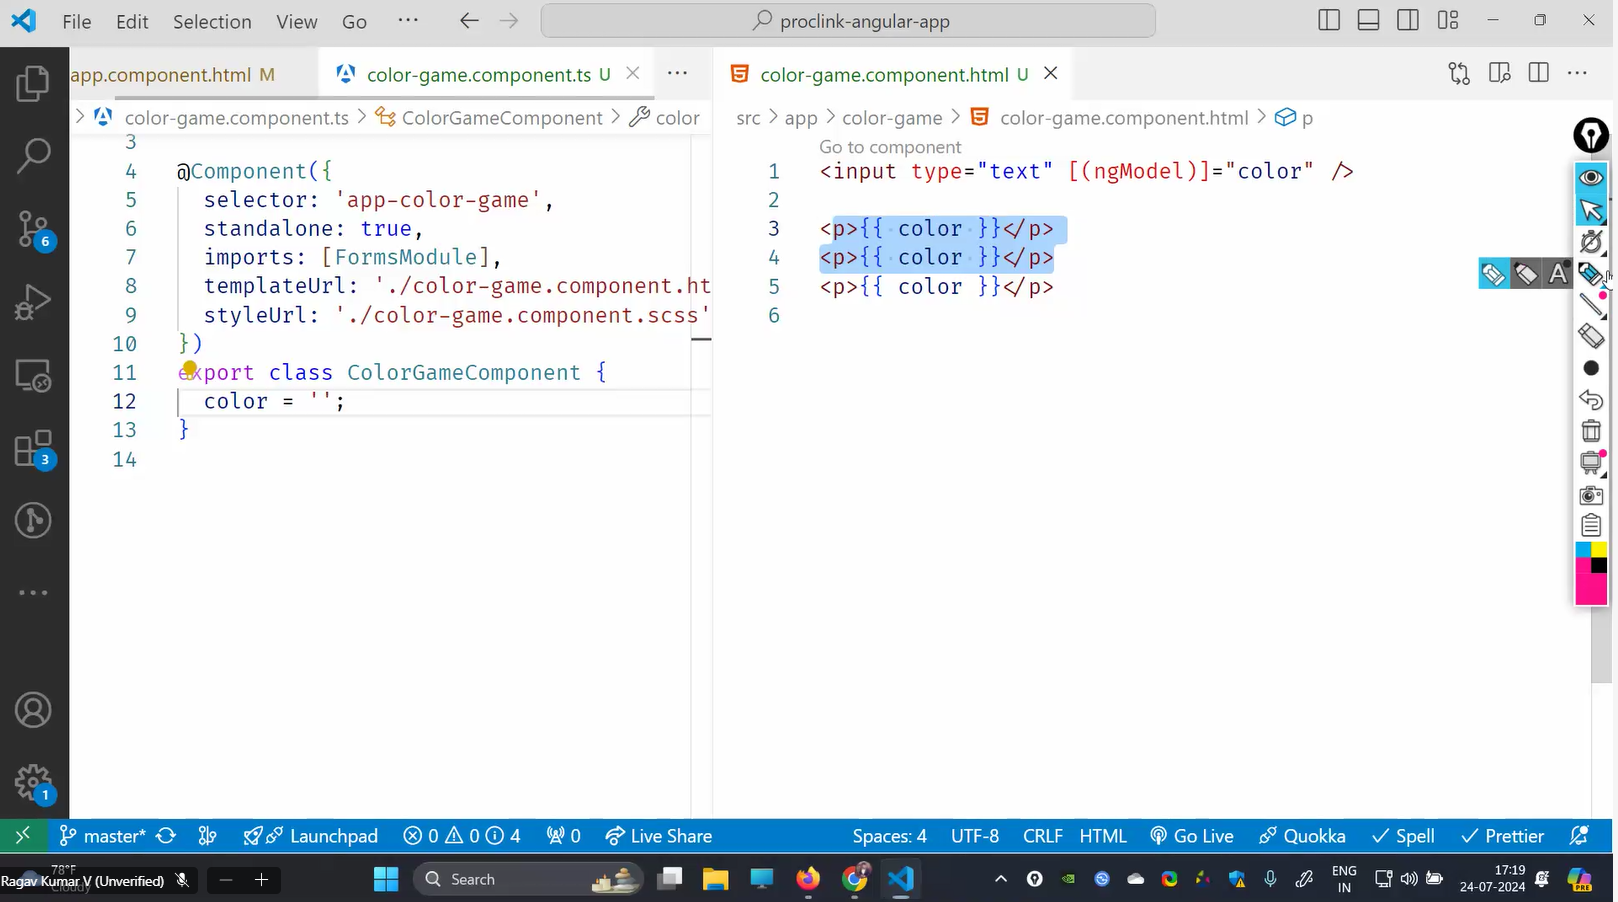 File Edit Selection View Go ··· proclink-angular-app
app.component.html M color-game.component.ts U ···
color-game.component.ts > ColorGameComponent > color
3
4 @Component({
5 selector: 'app-color-game',
6 standalone: true,
7 imports: [FormsModule],
8 templateUrl: './color-game.component.ht
9 styleUrl: './color-game.component.scss'
10 })
11 export class ColorGameComponent {
12 color = '';
13 }
14
color-game.component.html U ···
src > app > color-game > color-game.component.html > p
Go to component
1 <input type="text" [(ngModel)]="color" />
2
3 <p>{{ color }}</p>
4 <p>{{ color }}</p>
5 <p>{{ color }}</p>
6
A
6
3
1
master* Launchpad 0 0 4 0 Live Share Spaces: 4 UTF-8 CRLF HTML Go Live Quokka Spell Prettier
78°F
Cloudy
Ragav Kumar V (Unverified)
Search
ENG
IN
17:19
24-07-2024
PRE